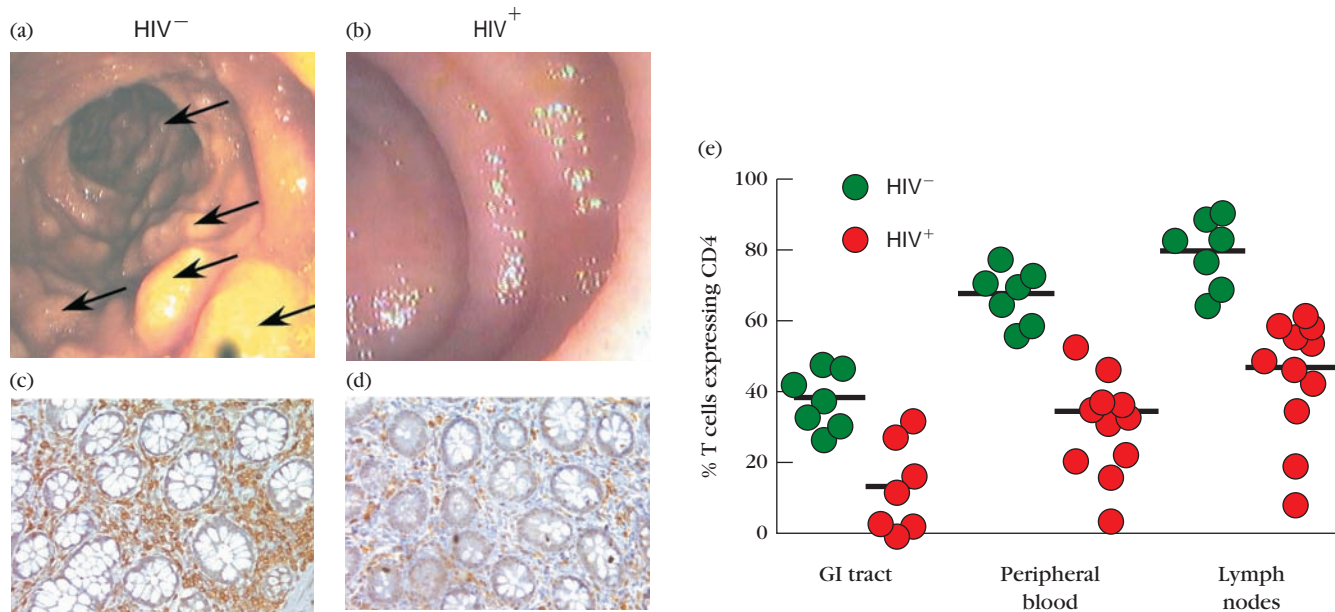 (a)
HIV⁻
(b)
HIV⁺
(c)
(d)
(e)
HIV⁻
HIV⁺
% T cells expressing CD4
100
80
60
40
20
0
GI tract
Peripheral
blood
Lymph
nodes